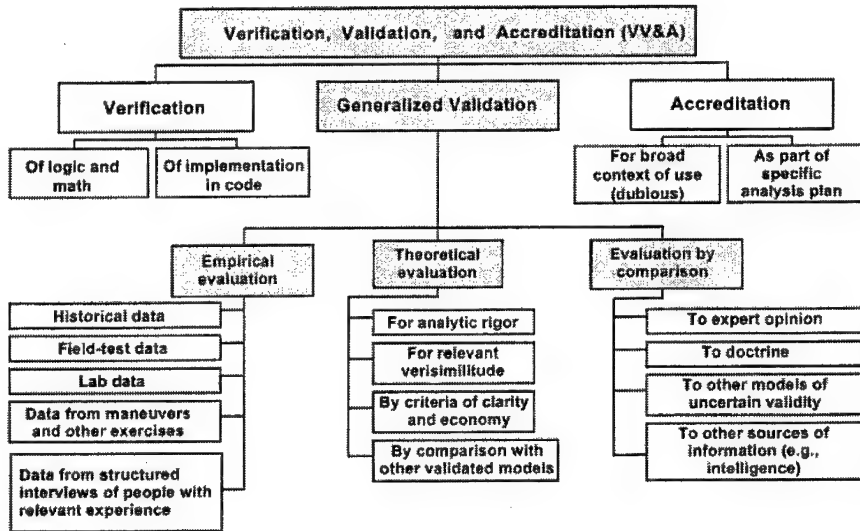 Verification, Validation, and Accreditation (VV&A)
Verification
Generalized Validation
Accreditation
Of logic and
math
Of implementation
in code
For broad
context of use
(dubious)
As part of
specific
analysis plan
Empirical
evaluation
Theoretical
evaluation
Evaluation by
comparison
Historical data
Field-test data
Lab data
Data from maneuvers
and other exercises
Data from structured
interviews of people with
relevant experience
For analytic rigor
For relevant
verisimilitude
By criteria of clarity
and economy
By comparison with
other validated models
To expert opinion
To doctrine
To other models of
uncertain validity
To other sources of
information (e.g.,
intelligence)